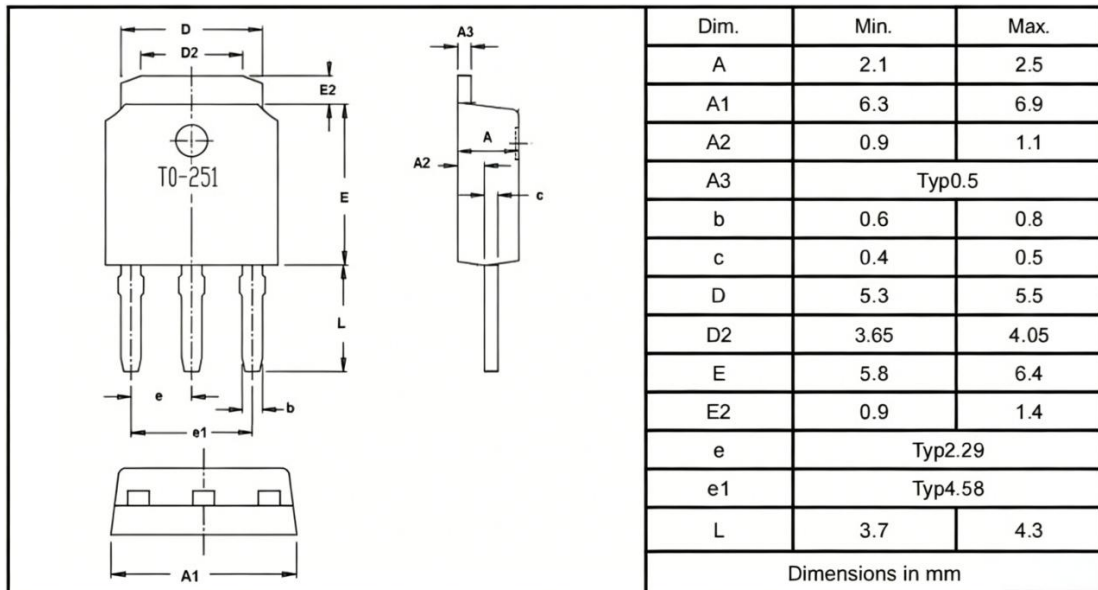 D
D2
E2
TO-251
E
L
e
b
e1
A1
A3
A
A2
c
Dim. Min. Max.
A 2.1 2.5
A1 6.3 6.9
A2 0.9 1.1
A3 Typ0.5
b 0.6 0.8
c 0.4 0.5
D 5.3 5.5
D2 3.65 4.05
E 5.8 6.4
E2 0.9 1.4
e Typ2.29
e1 Typ4.58
L 3.7 4.3
Dimensions in mm